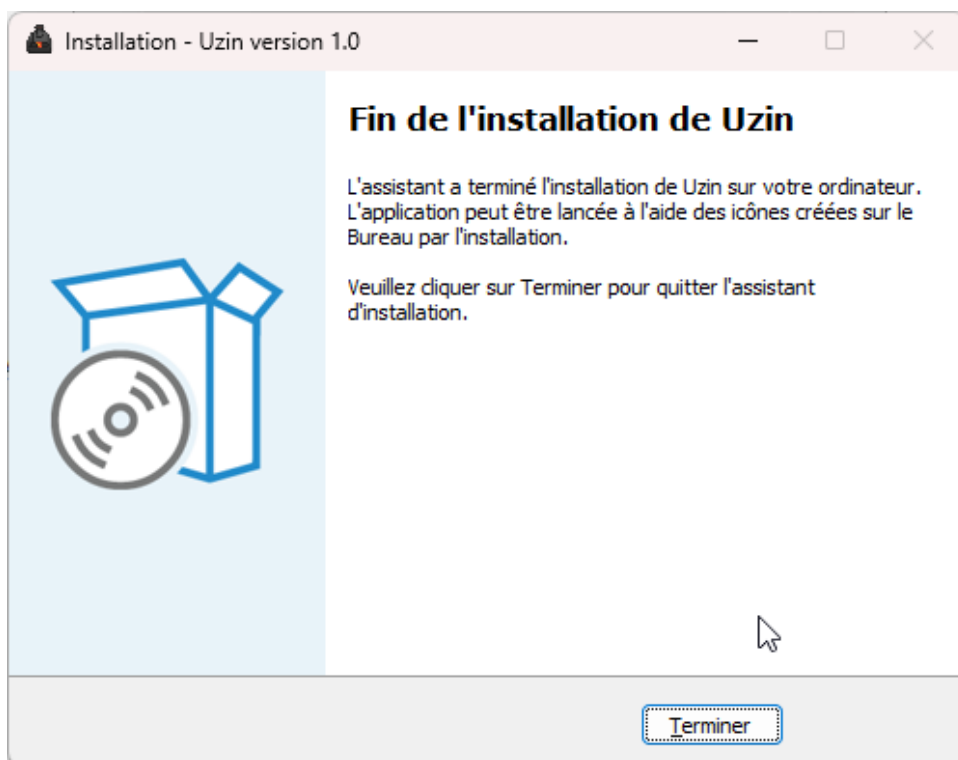 Installation - Uzin version 1.0
Fin de l'installation de Uzin
L'assistant a terminé l'installation de Uzin sur votre ordinateur.
L'application peut être lancée à l'aide des icônes créées sur le
Bureau par l'installation.
Veuillez cliquer sur Terminer pour quitter l'assistant
d'installation.
Terminer